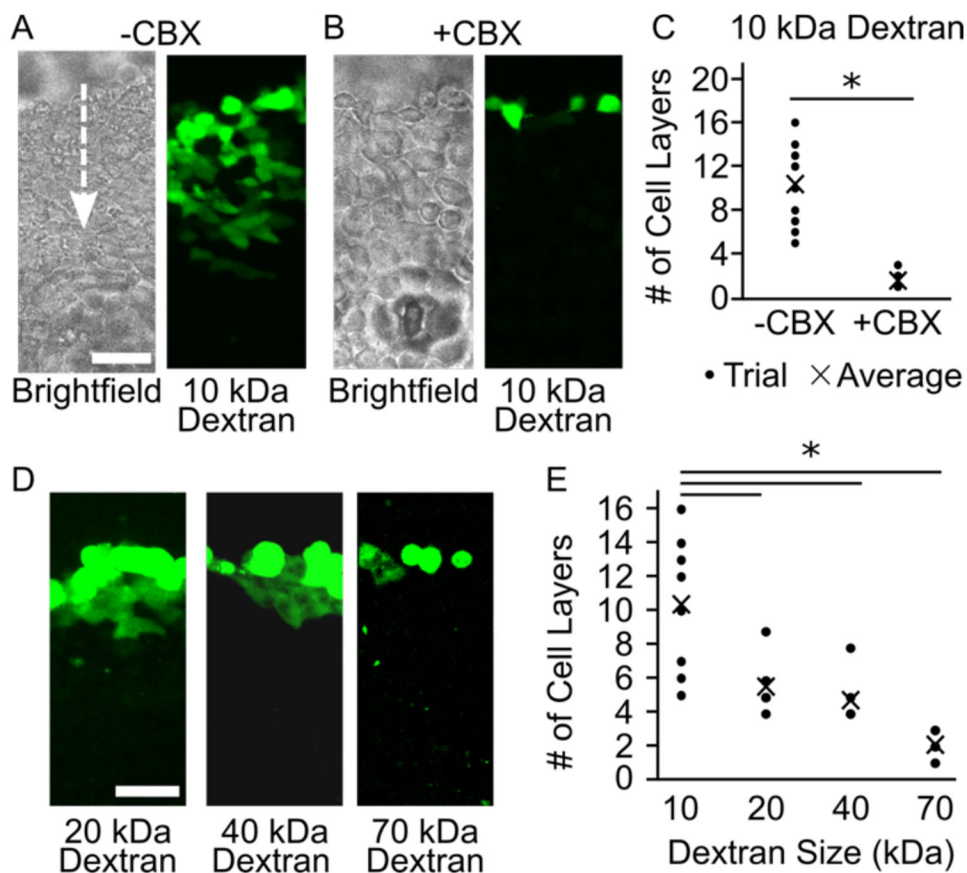 A
-CBX
Brightfield
10 kDa
Dextran
B
+CBX
Brightfield
10 kDa
Dextran
C
10 kDa Dextran
# of Cell Layers
20
16
12
8
4
0
*
-CBX +CBX
• Trial × Average
D
20 kDa
Dextran
40 kDa
Dextran
70 kDa
Dextran
E
*
# of Cell Layers
16
14
12
10
8
6
4
2
0
10 20 40 70
Dextran Size (kDa)